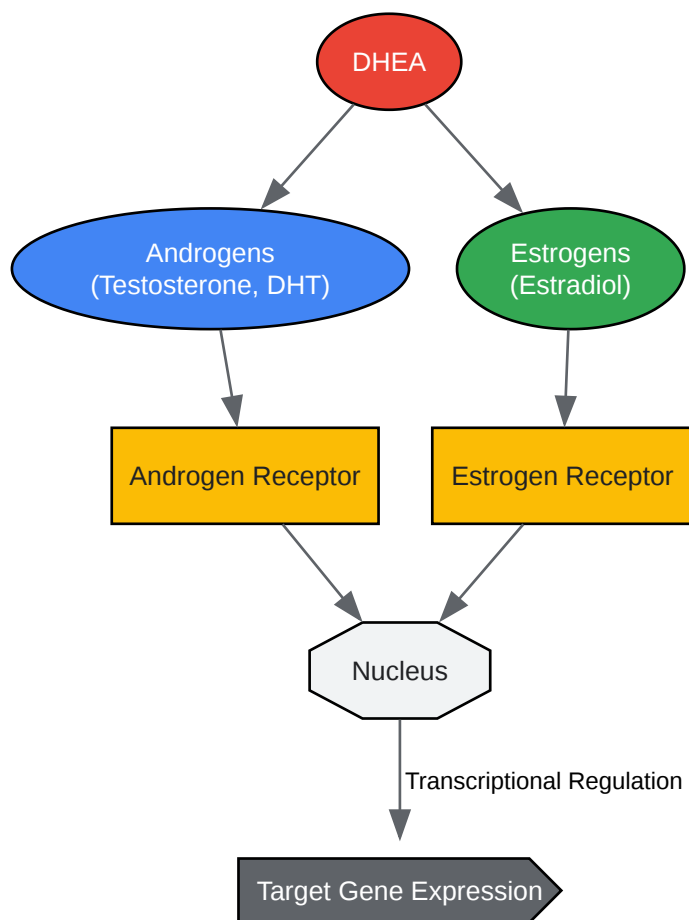 DHEA
Androgens
(Testosterone, DHT)
Estrogens
(Estradiol)
Androgen Receptor
Estrogen Receptor
Nucleus
Transcriptional Regulation
Target Gene Expression